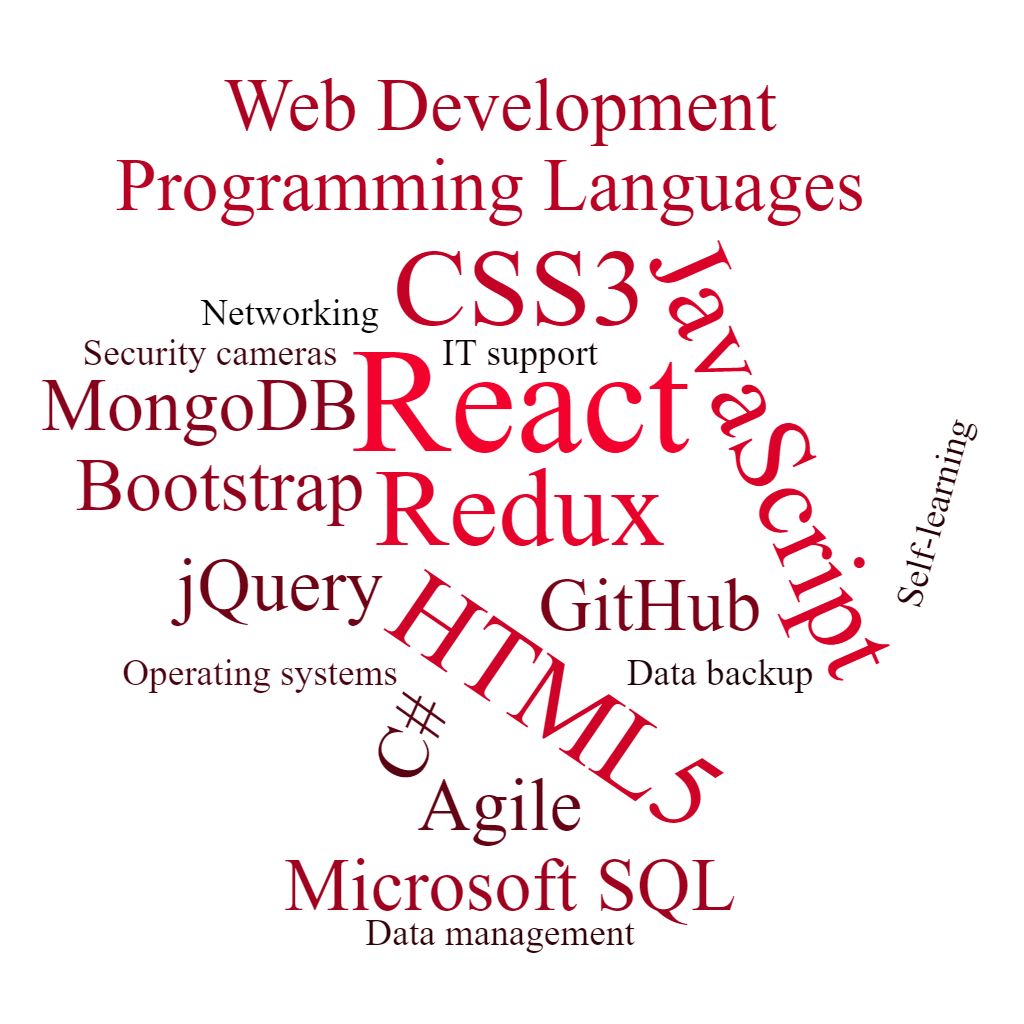 Web Development
Programming Languages
CSS3
JavaScript
Networking
Security cameras
IT support
MongoDB
React
Bootstrap
Redux
Self-learning
jQuery
HTML5
GitHub
Operating systems
Data backup
C#
Agile
Microsoft SQL
Data management